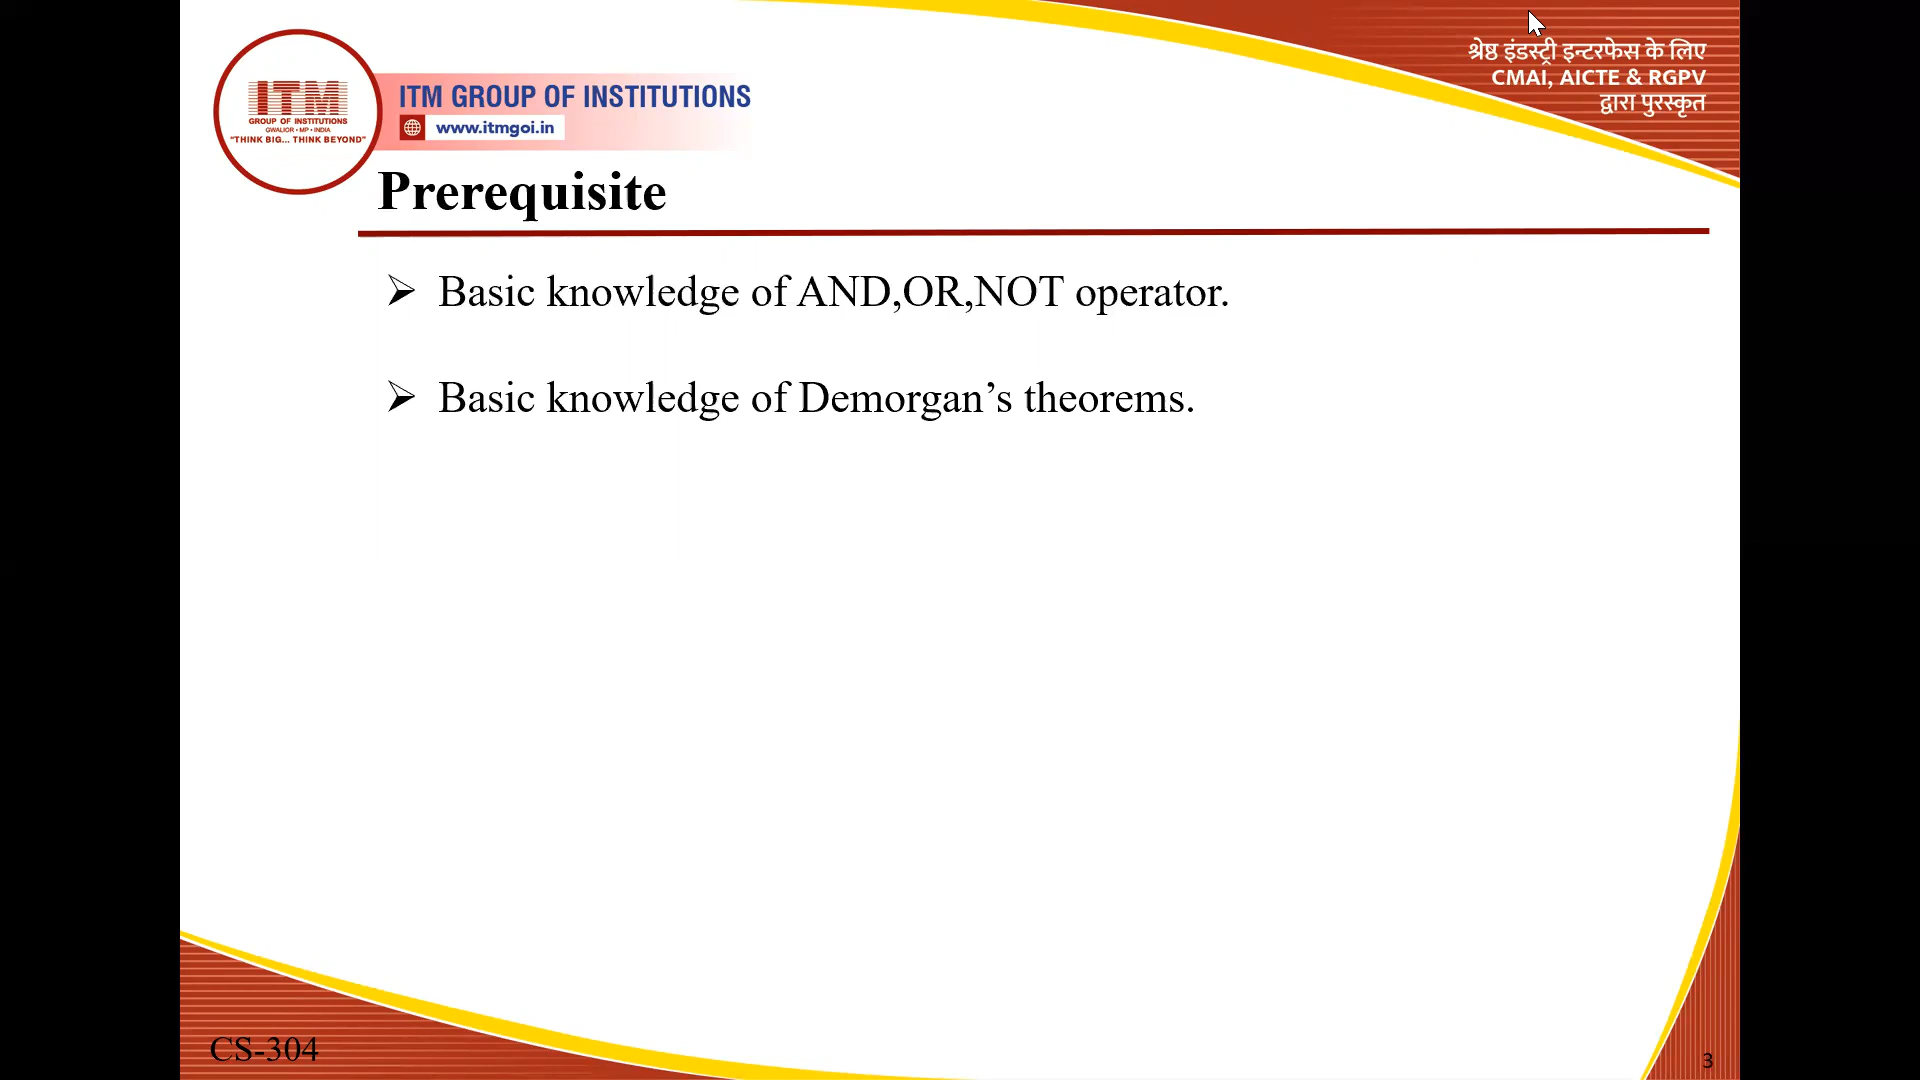 ITM
GROUP OF INSTITUTIONS
GWALIOR • MP • INDIA
"THINK BIG... THINK BEYOND"
ITM GROUP OF INSTITUTIONS
www.itmgoi.in
श्रेष्ठ इंडस्ट्री इन्टरफेस के लिए
CMAI, AICTE & RGPV
द्वारा पुरस्कृत
Prerequisite
➢ Basic knowledge of AND,OR,NOT operator.
➢ Basic knowledge of Demorgan’s theorems.
CS-304
3